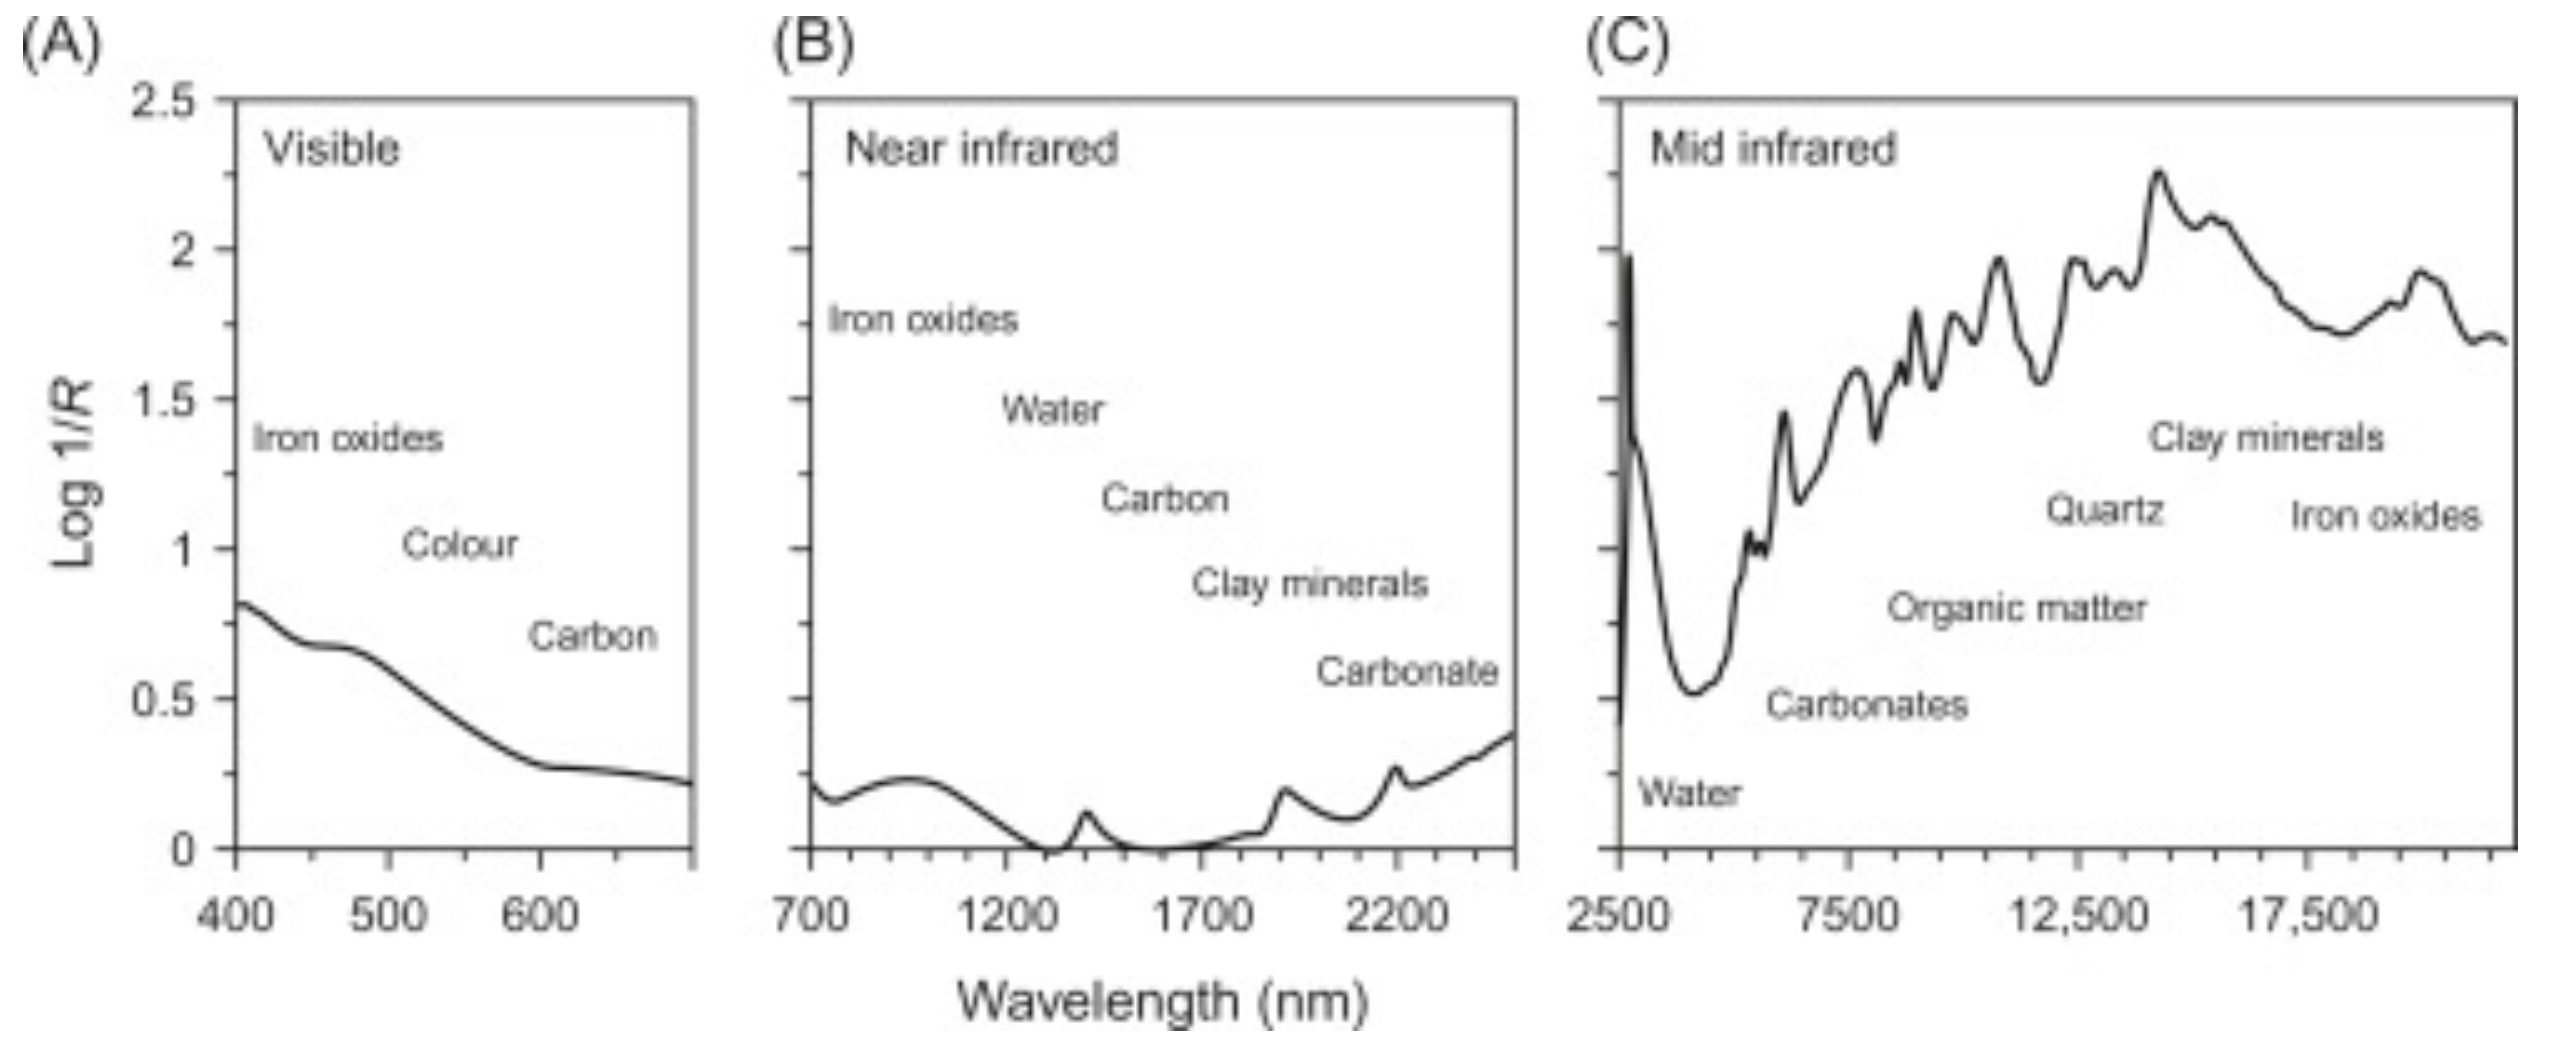 (A)
(B)
(C)
2.5
2
1.5
1
0.5
0
Log 1/R
Visible
Iron oxides
Colour
Carbon
400 500 600
Near infrared
Iron oxides
Water
Carbon
Clay minerals
Carbonate
700 1200 1700 2200
Mid infrared
Clay minerals
Quartz
Iron oxides
Organic matter
Carbonates
Water
2500 7500 12,500 17,500
Wavelength (nm)